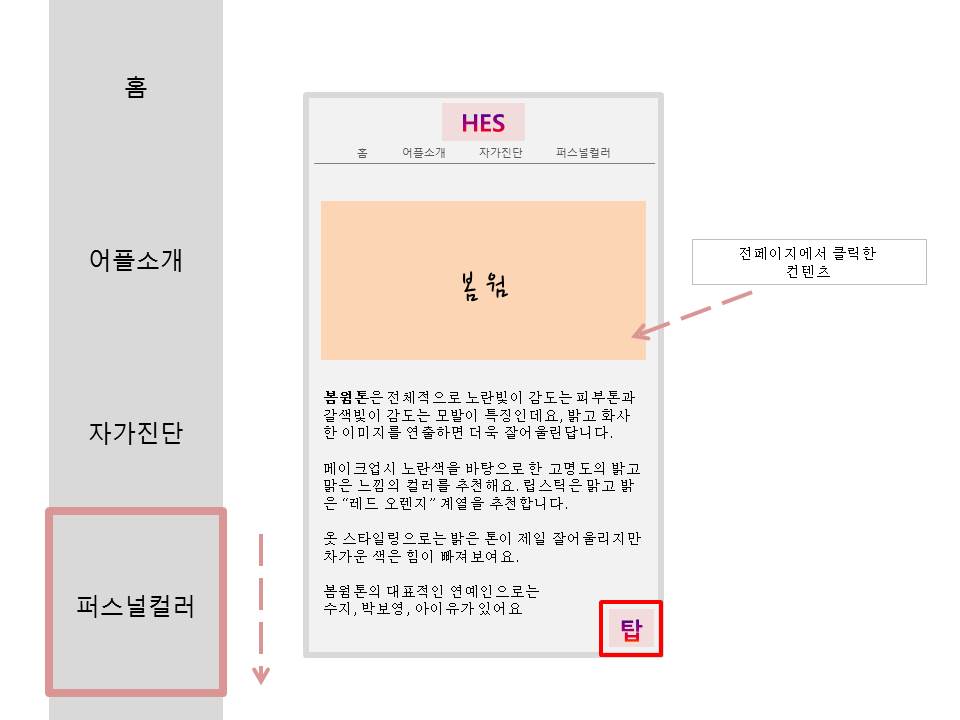 홈
어플소개
자가진단
퍼스널컬러
HES
홈 어플소개 자가진단 퍼스널컬러
봄 웜
봄웜톤은 전체적으로 노란빛이 감도는 피부톤과
갈색빛이 감도는 모발이 특징인데요, 밝고 화사
한 이미지를 연출하면 더욱 잘어울린답니다.
메이크업시 노란색을 바탕으로 한 고명도의 밝고
맑은 느낌의 컬러를 추천해요. 립스틱은 맑고 밝
은 “레드 오렌지” 계열을 추천합니다.
옷 스타일링으로는 밝은 톤이 제일 잘어울리지만
차가운 색은 힘이 빠져보여요.
봄웜톤의 대표적인 연예인으로는
수지, 박보영, 아이유가 있어요
탑
전페이지에서 클릭한
컨텐츠